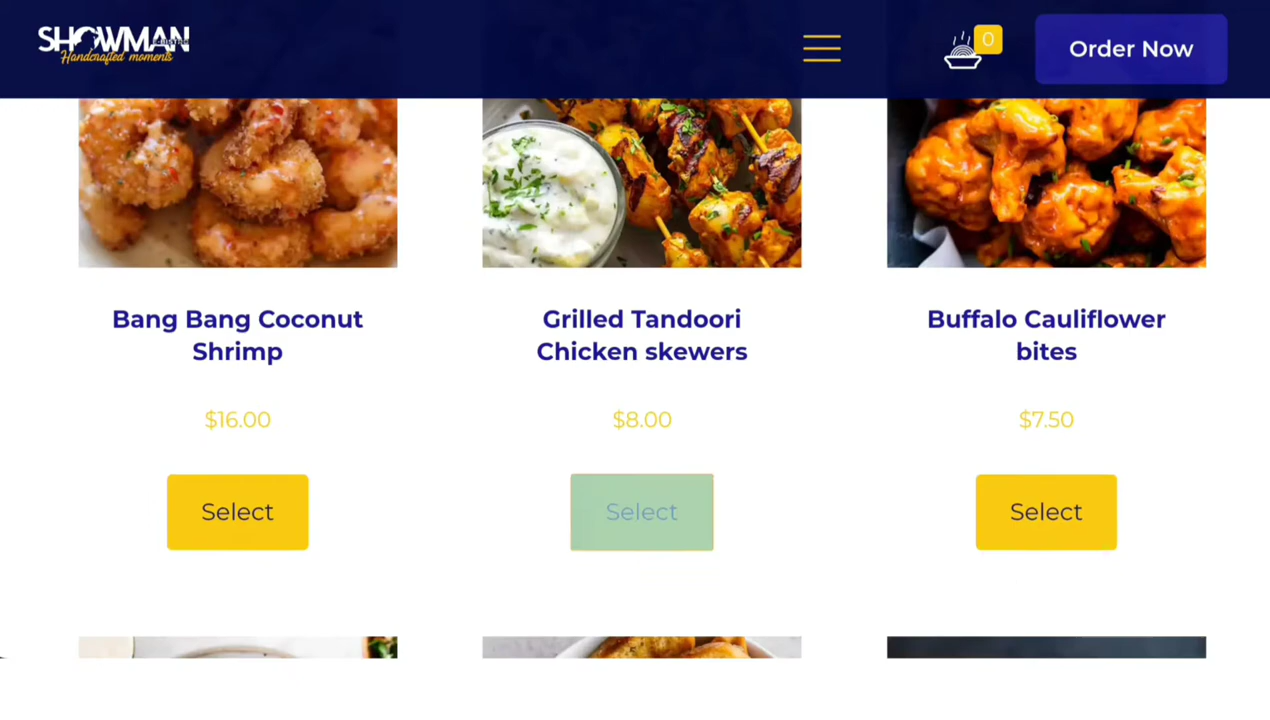 SHOWMAN
Handcrafted moments
0
Order Now
Bang Bang Coconut
Shrimp
Grilled Tandoori
Chicken skewers
Buffalo Cauliflower
bites
$16.00
$8.00
$7.50
Select
Select
Select